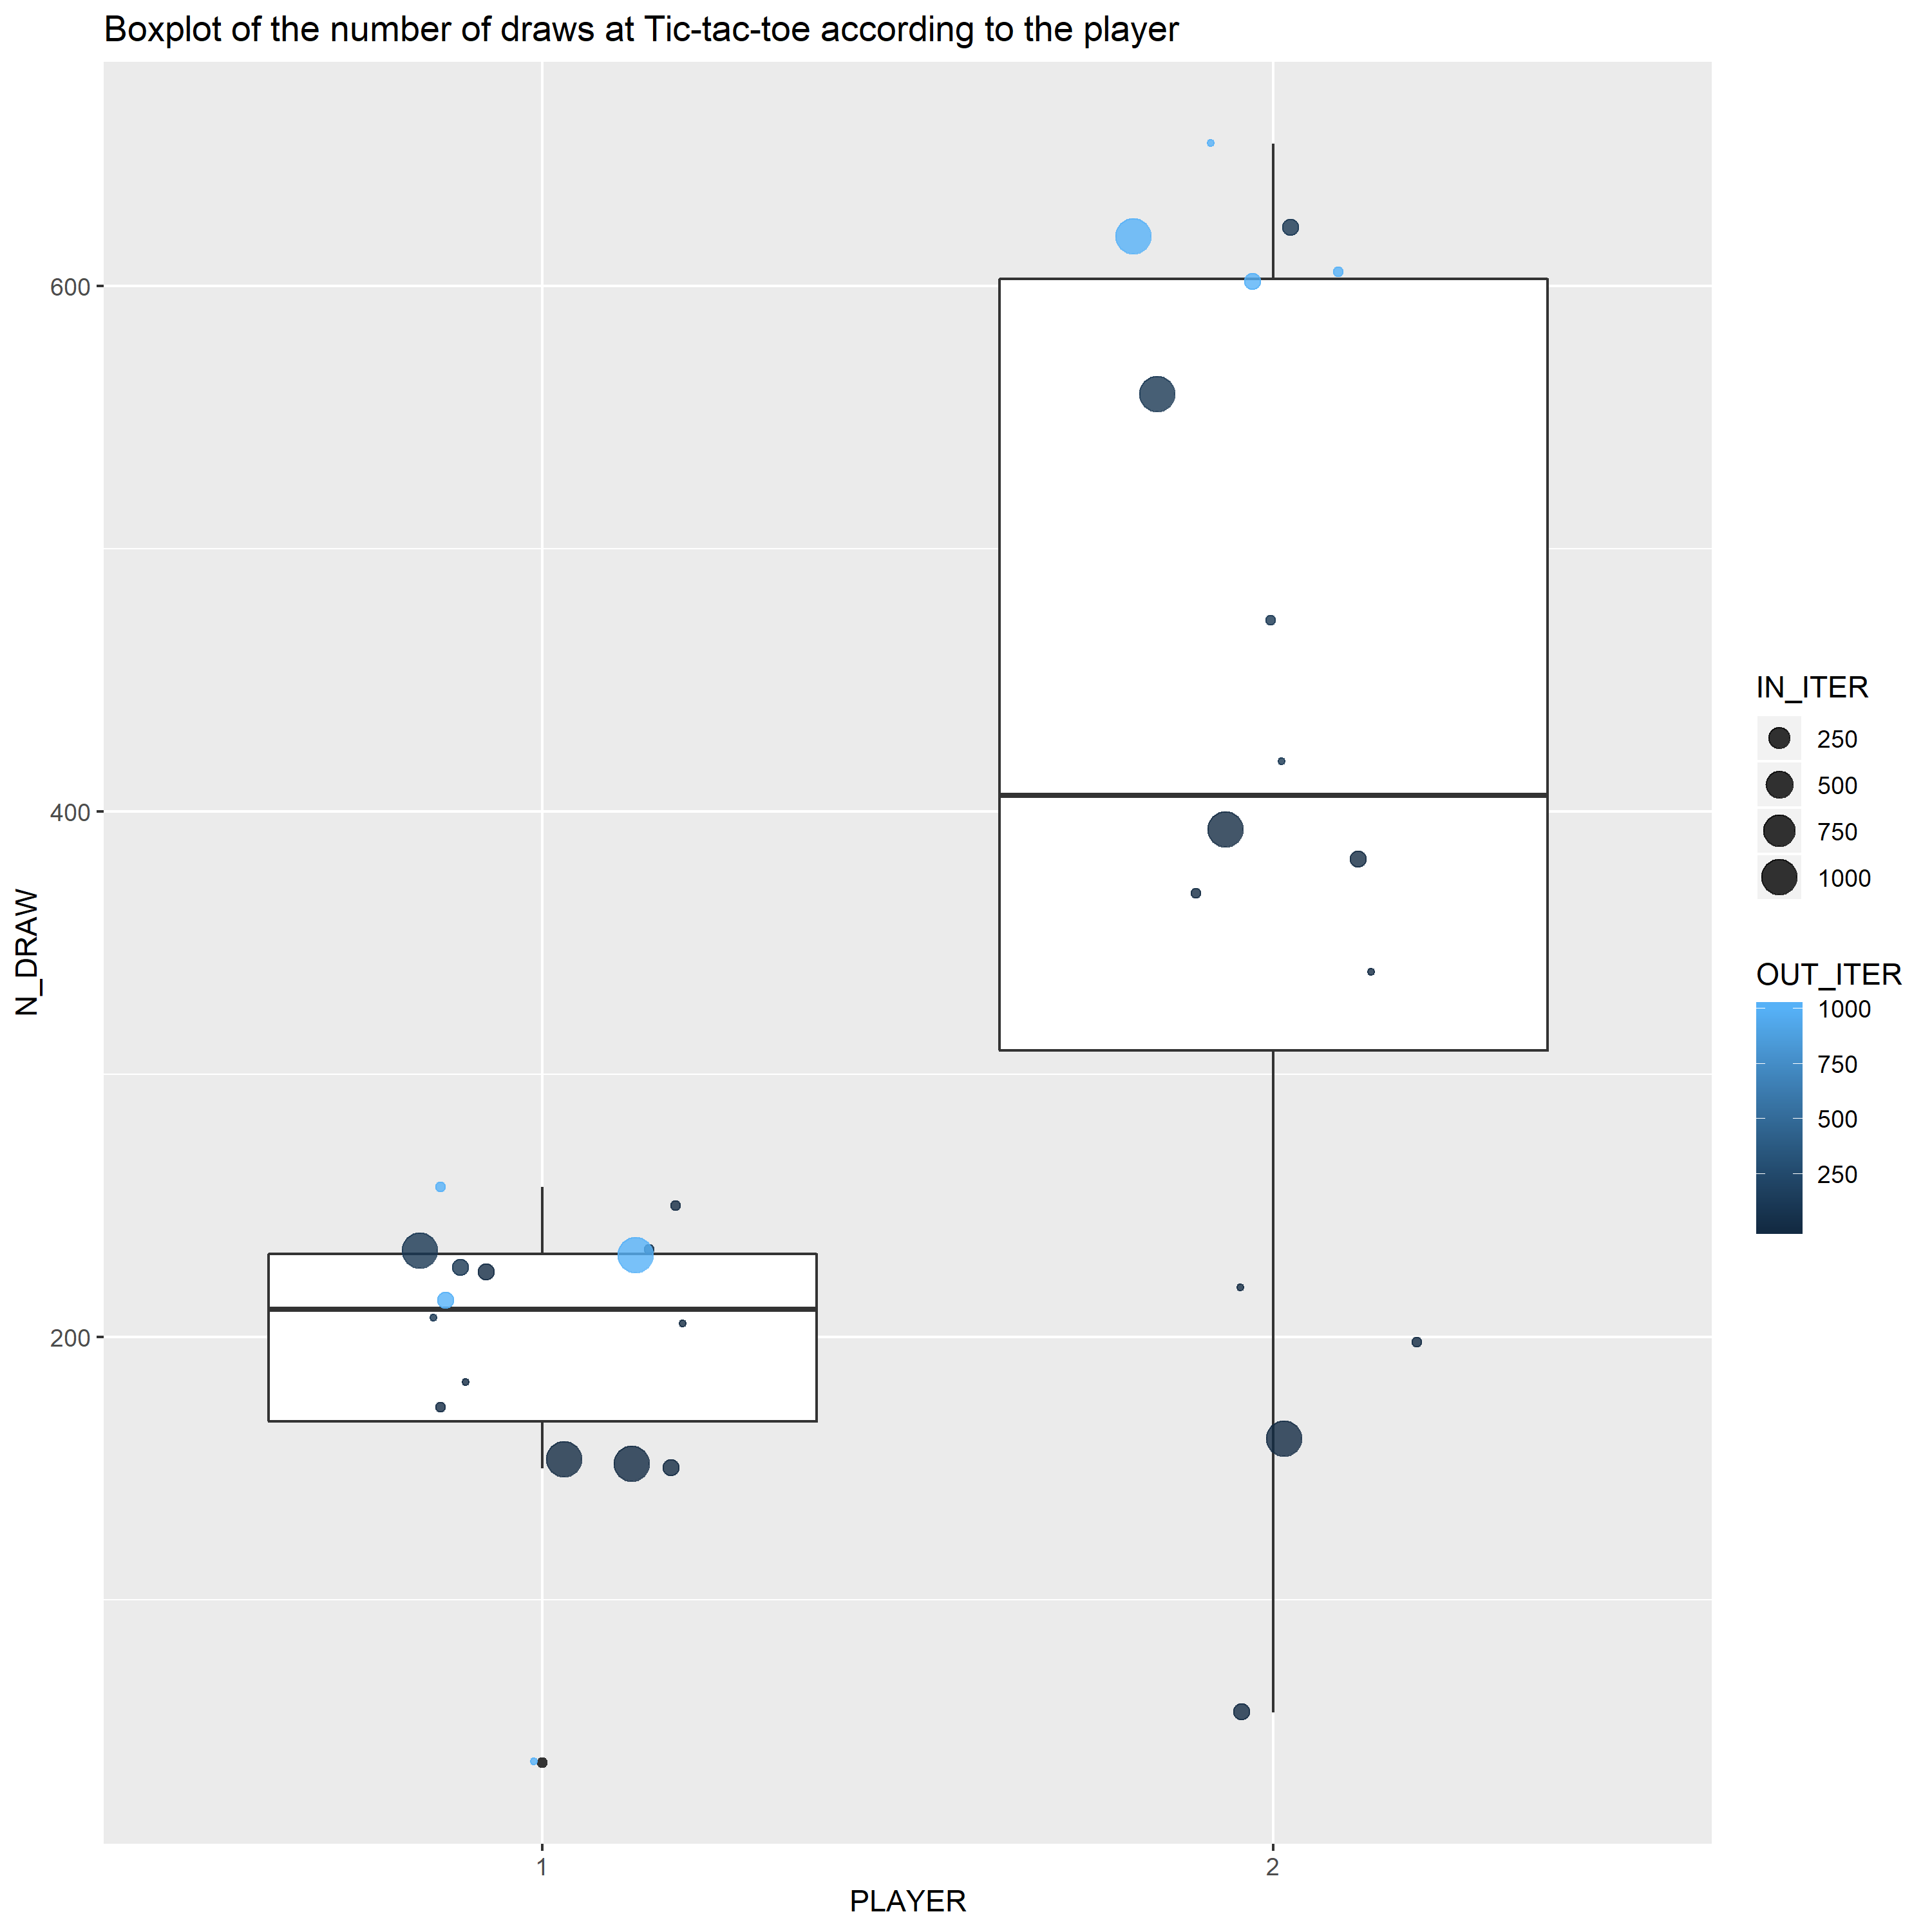 Boxplot of the number of draws at Tic-tac-toe according to the player
N_DRAW
600
400
200
1
2
PLAYER
IN_ITER
250
500
750
1000
OUT_ITER
1000
750
500
250